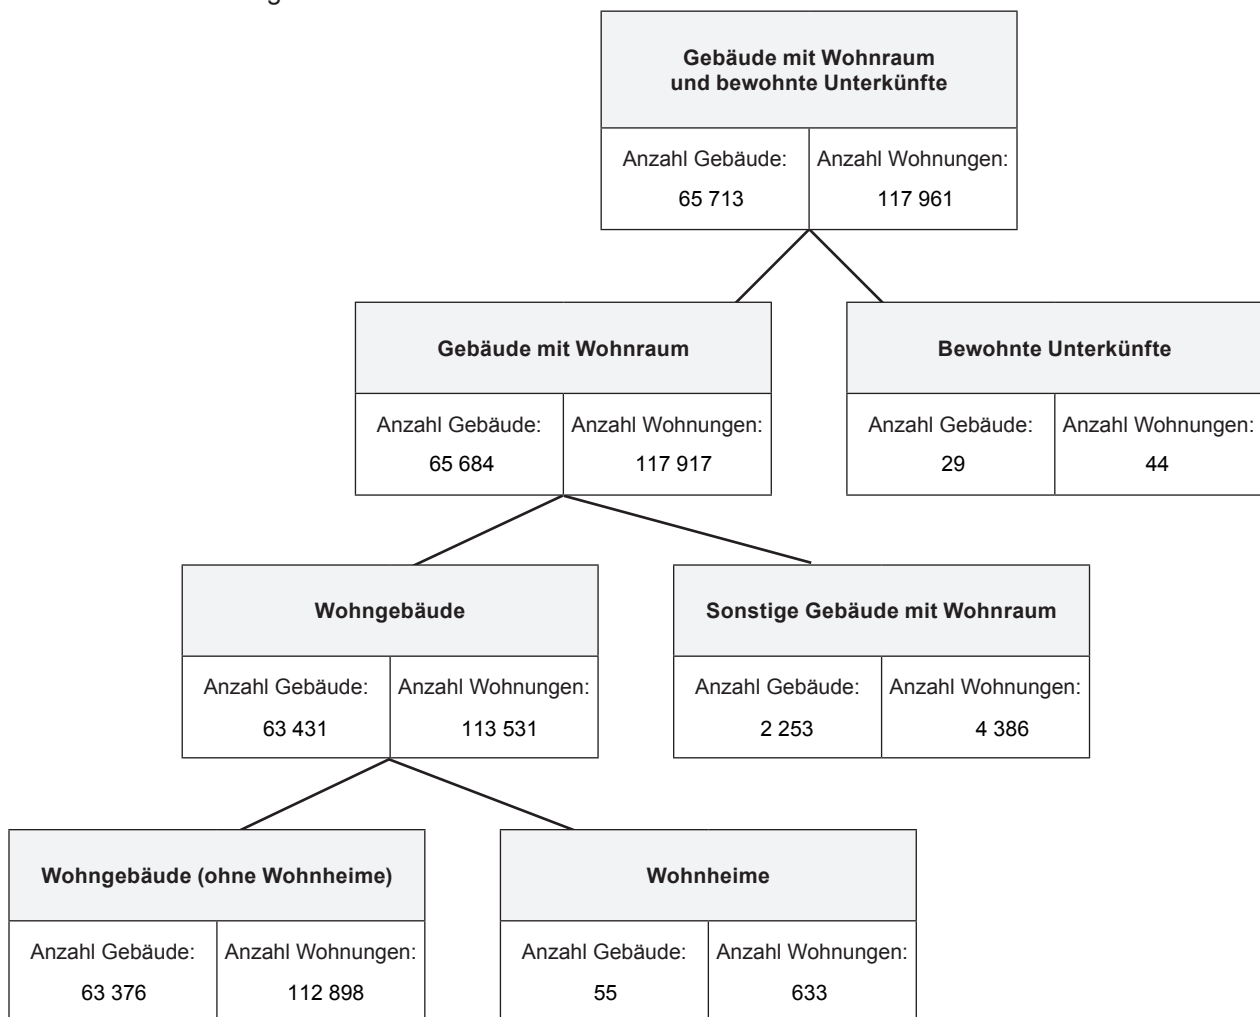 Gebäude mit Wohnraum
und bewohnte Unterkünfte
Anzahl Gebäude:
65 713
Anzahl Wohnungen:
117 961
Gebäude mit Wohnraum
Anzahl Gebäude:
65 684
Anzahl Wohnungen:
117 917
Bewohnte Unterkünfte
Anzahl Gebäude:
29
Anzahl Wohnungen:
44
Wohngebäude
Anzahl Gebäude:
63 431
Anzahl Wohnungen:
113 531
Sonstige Gebäude mit Wohnraum
Anzahl Gebäude:
2 253
Anzahl Wohnungen:
4 386
Wohngebäude (ohne Wohnheime)
Anzahl Gebäude:
63 376
Anzahl Wohnungen:
112 898
Wohnheime
Anzahl Gebäude:
55
Anzahl Wohnungen:
633